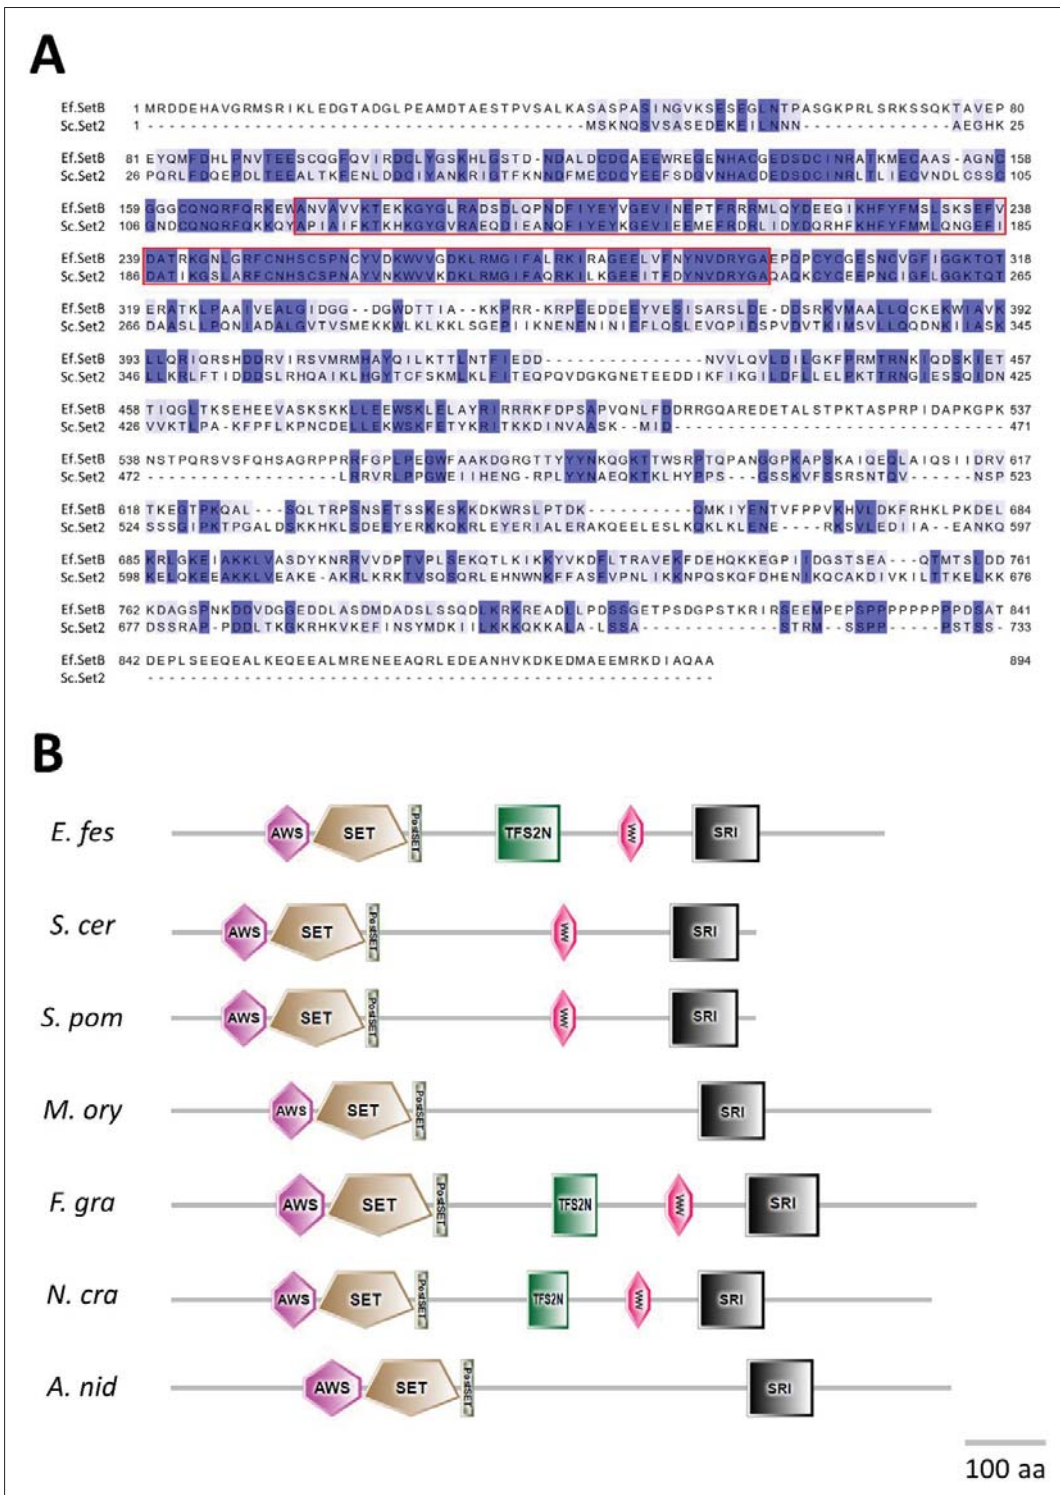 A
Ef.SetB 1 MRDDEHAVGRMSRIKLEDGTADGLPEAMDTAESTPVSALKASASPASINGVKSESEGLNTPASGKPRLSRKSSQKTAVEP 80
Sc.Set2 1 -----------------------------------------MSKNQSVSASEDEKEILNNN--------------AEGHK 25
Ef.SetB 81 EYQMFDHLPNVTEESCQGFQVIRDCLYGSKHLGSTD-NDALDCDCAEEWREGENHACGEDSDCINRATKMECAAS-AGNC 158
Sc.Set2 26 PQRLFDQEPDLTEEALTKFENLDDCIYANKRIGTFKNNDFMECDCYEEFSDGVNHACDEDSDCINRLTLIECVNDLCSSC 105
Ef.SetB 159 GGGCQNQRFQRKEWANVAVVKTEKKGYGLRADSDLQPNDFIYEYVGEVINEPTFRRRMLQYDEEGIKHFYFMSLSKSEFV 238
Sc.Set2 106 GNDCQNQRFQKKQYAPIAIFKTKHKGYGVRAEQDIEANQFIYEYKGEVIEEMEFRDRLIDYDQRHFKHFYFMMLQNGEFI 185
Ef.SetB 239 DATRKGNLGRFCNHSCSPNCYVDKWVVGDKLRMGIFALRKIRAGEELVFNYNVDRYGAEPQPCYCGESNCVGFIGGKTQT 318
Sc.Set2 186 DATIKGSLARFCNHSCSPNAYVNKWVVKDKLRMGIFAQRKILKGEEITFDYNVDRYGAQAQKCYCEEPNCIGFLGGKTQT 265
Ef.SetB 319 ERATKLPAAIVEALGIDGG--DGWDTTIA--KKPRR-KRPEEDDEEYVESISARSLDE-DDSRKVMAALLQCKEKWIAVK 392
Sc.Set2 266 DAASLLPQNIADALGVTVSMEKKWLKLKKLSGEPIIKNENENINIEFLQSLEVQPIDSPVDVTKIMSVLLQQDNKIIASK 345
Ef.SetB 393 LLQRIQRSHDDRVIRSVMRMHAYQILKTTLNTFIEDD---------------NVVLQVLDILGKFPRMTRNKIQDSKIET 457
Sc.Set2 346 LLKRLFTIDDDSLRHQAIKLHGYTCFSKMLKLFITEQPQVDGKGNETEEDDIKFIKGILDFLLELPKTTRNGIESSQIDN 425
Ef.SetB 458 TIQGLTKSEHEEVASKSKKLLEEWSKLELAYRIRRRKFDPSAPVQNLFDDRRGQAREDETALSTPKTASPRPIDAPKGPK 537
Sc.Set2 426 VVKTLPA-KFPFLKPNCDELLEKWSKFETYKRITKKDINVAASK--MID 471
Ef.SetB 538 NSTPQRSVSFQHSAGRPPRRFGPLPEGWFAAKDGRGTTYYYNKQGKTTWSRPTQPANGGPKAPSKAIQEQLAIQSIIDRV 617
Sc.Set2 472 -------------------LRRVRLPPGWEIIHENG-RPLYYNAEQKTKLHYPPS---GSSKVFSSRSNTQV-----NSP 523
Ef.SetB 618 TKEGTPKQAL---SQLTRPSNSETSSKESKKDKWRSLPTDK----------QMKIYENTVFPPVKHVLDKFRHKLPKDEL 684
Sc.Set2 524 SSSGIPKTPGALDSKKHKLSDEEYERKKQKRLEYERIALERAKQEELESLKQKLKLENE---RKSVLEDIIA-EANKQ 597
Ef.SetB 685 KRLGKEIAKKLVASDYKNRRVVDPTVPLSEKQTLKIKKYVKDFLTRAVEKFDEHQKKEGPIIDGSTSEA---QTMTSLDD 761
Sc.Set2 598 KELQKEEAKKLVEAKE-AKRLKRKTVSQSQRLEHNWNKFFASFVPNLIKKNPQSKQFDHENIKQCAKDIVKILTTKELKK 676
Ef.SetB 762 KDAGSPNKDDVDGGEDDLASDMDADSLSSQDLKRKREADLLPDSSGETPSDGPSTKRIRSEEMPEPSPPPPPPPPPDSAT 841
Sc.Set2 677 DSSRAP-PDDLTKGKRHKVKEFINSYMDKIILKKKQKKALA-LSSA-------------STRM--SSPP-----PSTSS- 733
Ef.SetB 842 DEPLSEEQEALKEQEEALMRENEEAQRLEDEANHVKDKEDMAEEMRKDIAQAA 894
Sc.Set2 -----------------------------------------------------
B
E. fes AWS SET PostSET TFS2N WW SRI
S. cer AWS SET PostSET WW SRI
S. pom AWS SET PostSET WW SRI
M. ory AWS SET PostSET SRI
F. gra AWS SET PostSET TFS2N WW SRI
N. cra AWS SET PostSET TFS2N WW SRI
A. nid AWS SET PostSET SRI
100 aa